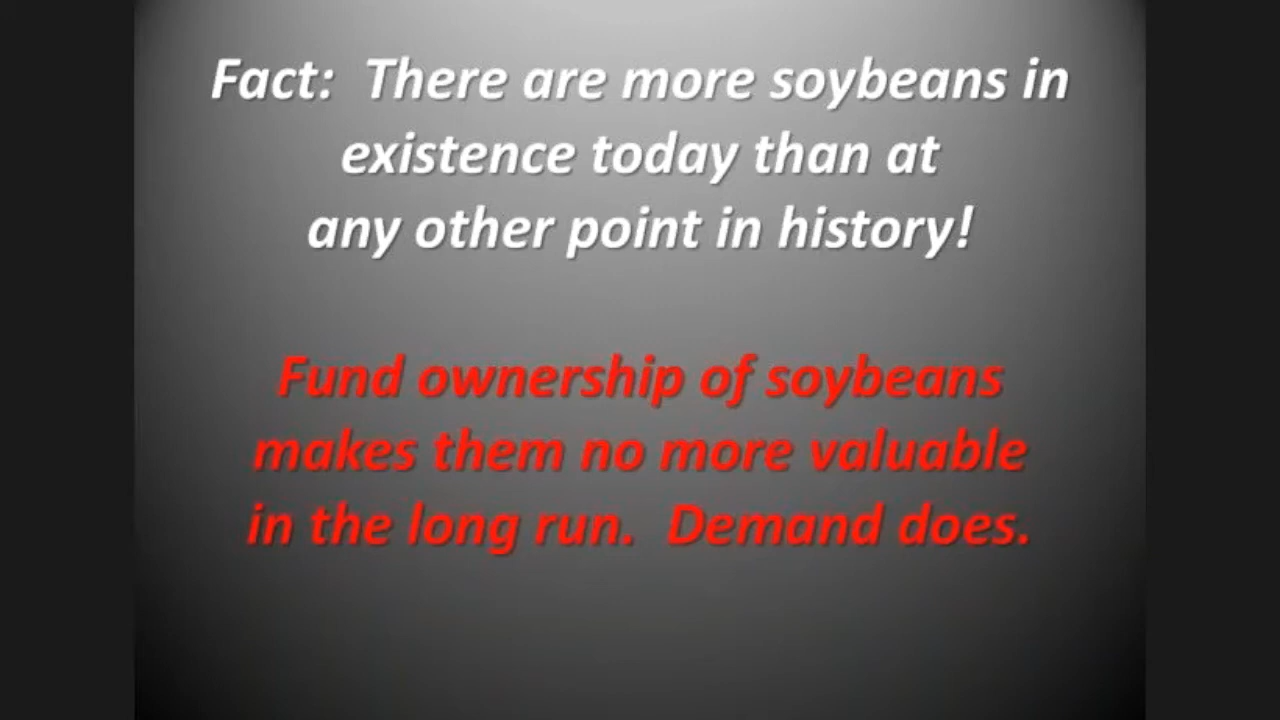 Fact:  There are more soybeans in
existence today than at
any other point in history!
Fund ownership of soybeans
makes them no more valuable
in the long run.  Demand does.